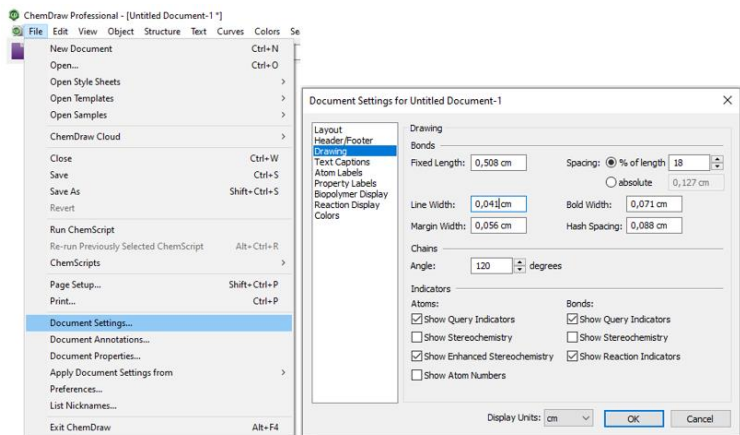 ChemDraw Professional - [Untitled Document-1 *]
File Edit View Object Structure Text Curves Colors Se
New Document Ctrl+N
Open... Ctrl+O
Open Style Sheets >
Open Templates >
Open Samples >
ChemDraw Cloud >
Close Ctrl+W
Save Ctrl+S
Save As Shift+Ctrl+S
Revert
Run ChemScript
Re-run Previously Selected ChemScript Alt+Ctrl+R
ChemScripts >
Page Setup... Shift+Ctrl+P
Print... Ctrl+P
Document Settings...
Document Annotations...
Document Properties...
Apply Document Settings from >
Preferences...
List Nicknames...
Exit ChemDraw Alt+F4
Document Settings for Untitled Document-1
Layout
Header/Footer
Drawing
Text Captions
Atom Labels
Property Labels
Biopolymer Display
Reaction Display
Colors
Drawing
Bonds
Fixed Length: 0,508 cm Spacing: % of length 18
absolute 0,127 cm
Line Width: 0,041 cm Bold Width: 0,071 cm
Margin Width: 0,056 cm Hash Spacing: 0,088 cm
Chains
Angle: 120 degrees
Indicators
Atoms: Bonds:
Show Query Indicators Show Query Indicators
Show Stereochemistry Show Stereochemistry
Show Enhanced Stereochemistry Show Reaction Indicators
Show Atom Numbers
Display Units: cm OK Cancel